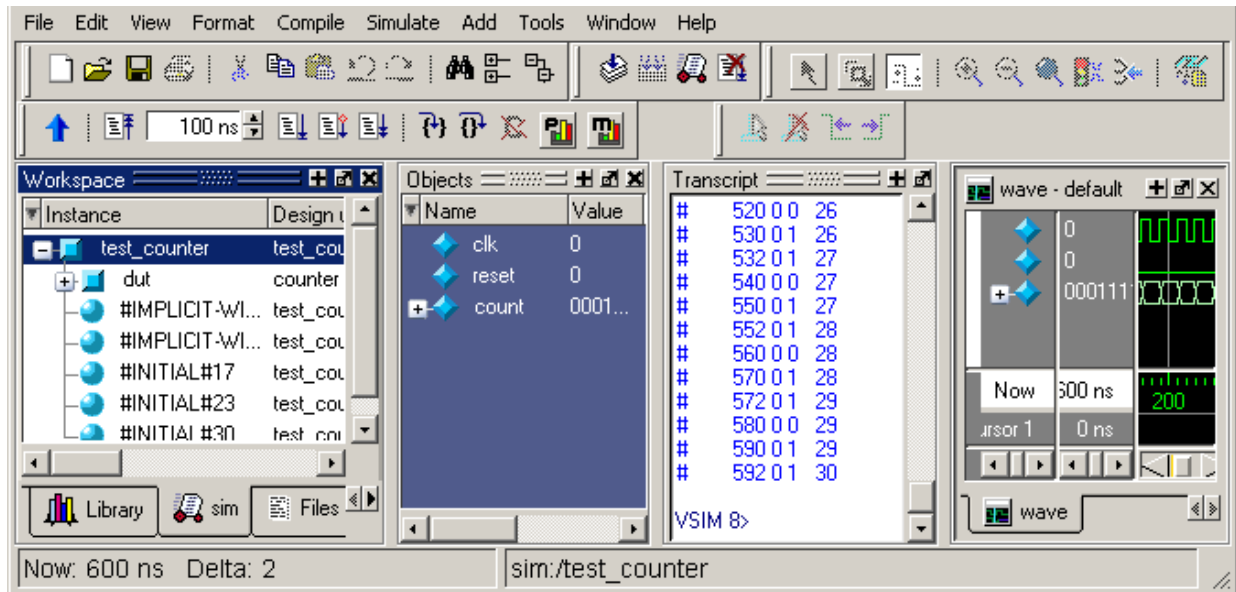 File Edit View Format Compile Simulate Add Tools Window Help
100 ns
Workspace
Instance Design u
test_counter test_cou
dut counter
#IMPLICIT-WI... test_cou
#IMPLICIT-WI... test_cou
#INITIAL#17 test_cou
#INITIAL#23 test_cou
#INITIAL#30 test_cou
Library sim Files
Objects
Name Value
clk 0
reset 0
count 0001...
Transcript
# 520 0 0 26
# 530 0 1 26
# 532 0 1 27
# 540 0 0 27
# 550 0 1 27
# 552 0 1 28
# 560 0 0 28
# 570 0 1 28
# 572 0 1 29
# 580 0 0 29
# 590 0 1 29
# 592 0 1 30
VSIM 8>
wave - default
0
0
000111
Now 600 ns 200
ursor 1 0 ns
wave
Now: 600 ns Delta: 2 sim:/test_counter